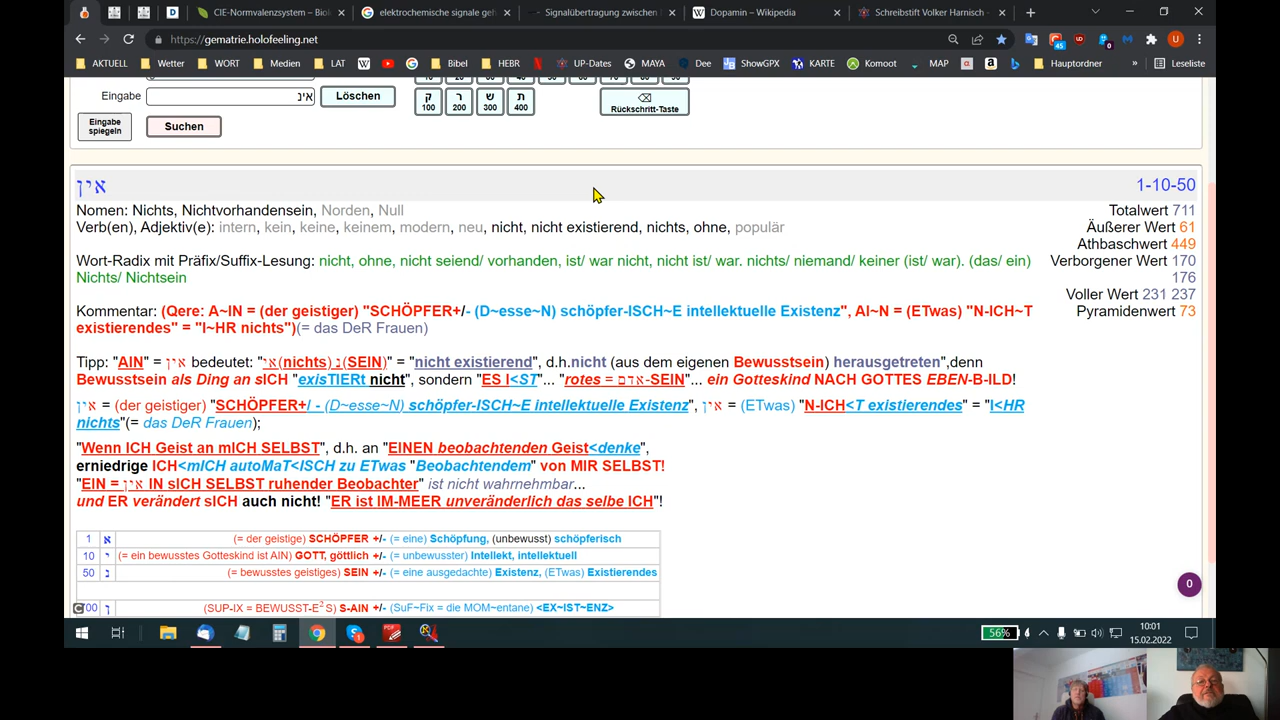 CIE-Normvalenzsystem – Biol
elektrochemische signale geh
Signalübertragung zwischen
Dopamin – Wikipedia
Schreibstift Volker Harnisch -
https://gematrie.holofeeling.net
45
0
U
AKTUELL Wetter WORT Medien LAT Bibel HEBR UP-Dates MAYA Dee ShowGPX KARTE Komoot MAP Hauptordner » Leseliste
Eingabe אינ Löschen
ק ר ש ת
100 200 300 400
Rückschritt-Taste
Eingabe spiegeln
Suchen
אין 1-10-50
Nomen: Nichts, Nichtvorhandensein, Norden, Null
Totalwert 711
Verb(en), Adjektiv(e): intern, kein, keine, keinem, modern, neu, nicht, nicht existierend, nichts, ohne, populär
Äußerer Wert 61
Athbaschwert 449
Wort-Radix mit Präfix/Suffix-Lesung: nicht, ohne, nicht seiend/ vorhanden, ist/ war nicht, nicht ist/ war. nichts/ niemand/ keiner (ist/ war). (das/ ein)
Nichts/ Nichtsein
Verborgener Wert 170
176
Voller Wert 231 237
Pyramidenwert 73
Kommentar: (Qere: A~IN = (der geistiger) "SCHÖPFER+/- (D~esse~N) schöpfer-ISCH~E intellektuelle Existenz", AI~N = (ETwas) "N-ICH~T
existierendes" = "I~HR nichts")(= das DeR Frauen)
Tipp: "AIN" = אין bedeutet: "אי(nichts) נ(SEIN)" = "nicht existierend", d.h.nicht (aus dem eigenen Bewusstsein) herausgetreten",denn
Bewusstsein als Ding an sICH "exisTIERt nicht", sondern "ES I<ST"... "rotes = אדם-SEIN"... ein Gotteskind NACH GOTTES EBEN-B-ILD!
אין = (der geistiger) "SCHÖPFER+/ - (D~esse~N) schöpfer-ISCH~E intellektuelle Existenz, אין = (ETwas) "N-ICH<T existierendes" = "I<HR
nichts"(= das DeR Frauen);
"Wenn ICH Geist an mICH SELBST", d.h. an "EINEN beobachtenden Geist<denke",
erniedrige ICH<mICH autoMaT<ISCH zu ETwas "Beobachtendem" von MIR SELBST!
"EIN = אין IN sICH SELBST ruhender Beobachter" ist nicht wahrnehmbar...
und ER verändert sICH auch nicht! "ER ist IM-MEER unveränderlich das selbe ICH"!
1 א (= der geistige) SCHÖPFER +/- (= eine) Schöpfung, (unbewusst) schöpferisch
10 י (= ein bewusstes Gotteskind ist AIN) GOTT, göttlich +/- (= unbewusster) Intellekt, intellektuell
50 נ (= bewusstes geistiges) SEIN +/- (= eine ausgedachte) Existenz, (ETwas) Existierendes
700 ן (SUP-IX = BEWUSST-E² S) S-AIN +/- (SuF~Fix = die MOM~entane) <EX~IST~ENZ>
0
56%
10:01
15.02.2022